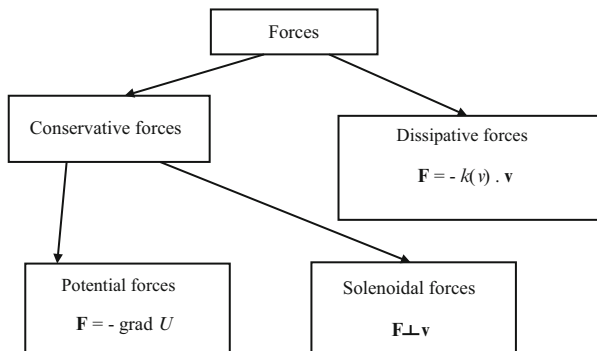 Forces
Conservative forces
Dissipative forces
F = - k(v) . v
Potential forces
F = - grad U
Solenoidal forces
F⊥v